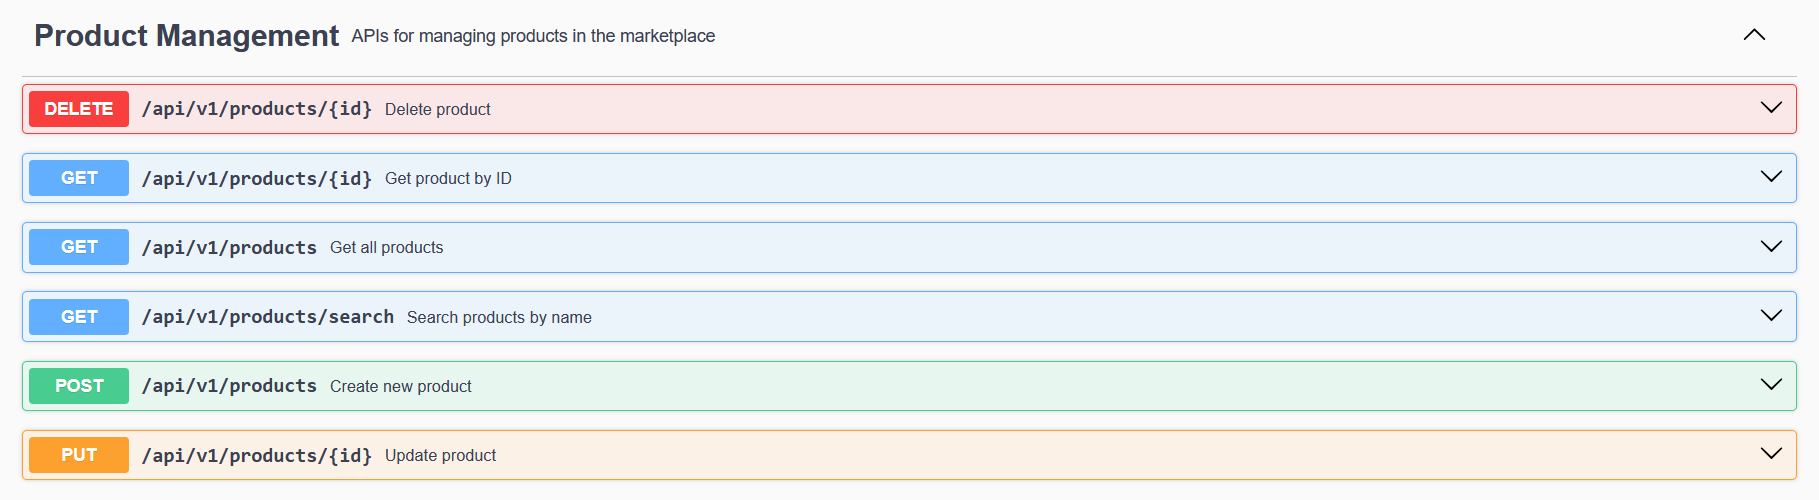 Product Management APIs for managing products in the marketplace
DELETE /api/v1/products/{id} Delete product
GET /api/v1/products/{id} Get product by ID
GET /api/v1/products Get all products
GET /api/v1/products/search Search products by name
POST /api/v1/products Create new product
PUT /api/v1/products/{id} Update product